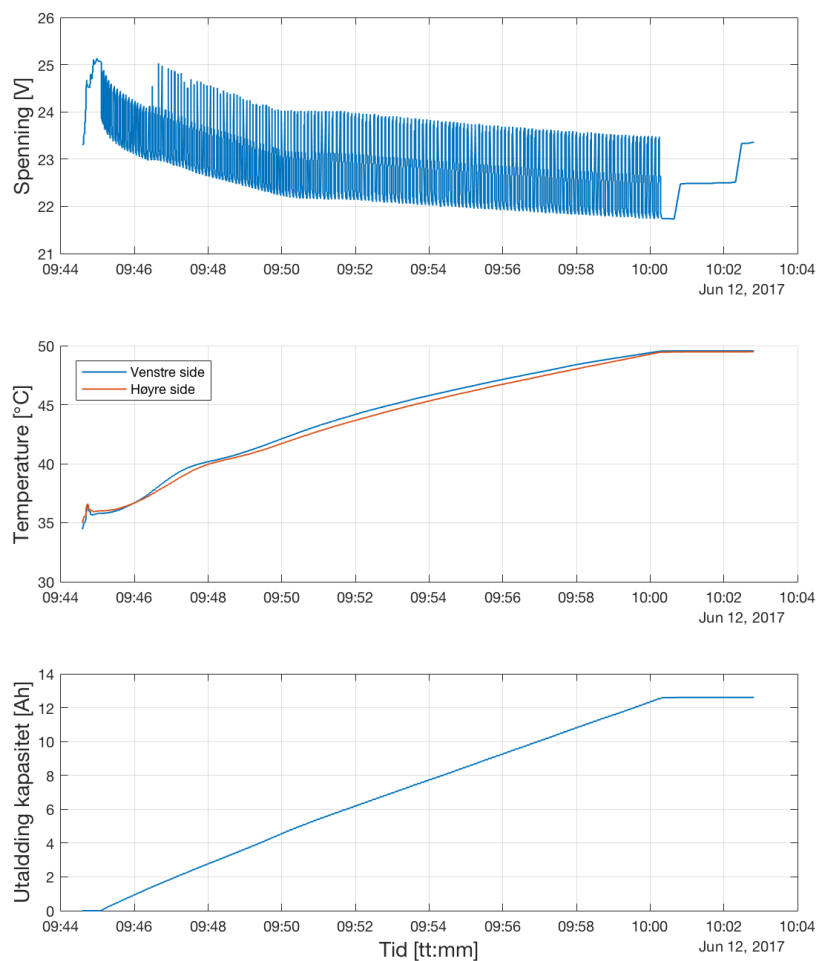 26
25
24
23
22
21
Spenning [V]
09:44 09:46 09:48 09:50 09:52 09:54 09:56 09:58 10:00 10:02 10:04
Jun 12, 2017
50
45
40
35
30
Temperature [°C]
Venstre side
Høyre side
09:44 09:46 09:48 09:50 09:52 09:54 09:56 09:58 10:00 10:02 10:04
Jun 12, 2017
14
12
10
8
6
4
2
0
Utaldding kapasitet [Ah]
09:44 09:46 09:48 09:50 09:52 09:54 09:56 09:58 10:00 10:02 10:04
Tid [tt:mm]
Jun 12, 2017